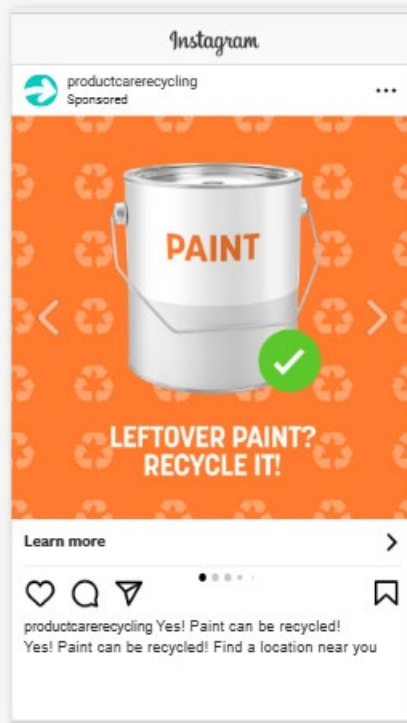 Instagram
productcarerecycling
Sponsored
PAINT
LEFTOVER PAINT?
RECYCLE IT!
Learn more
productcarerecycling Yes! Paint can be recycled!
Yes! Paint can be recycled! Find a location near you